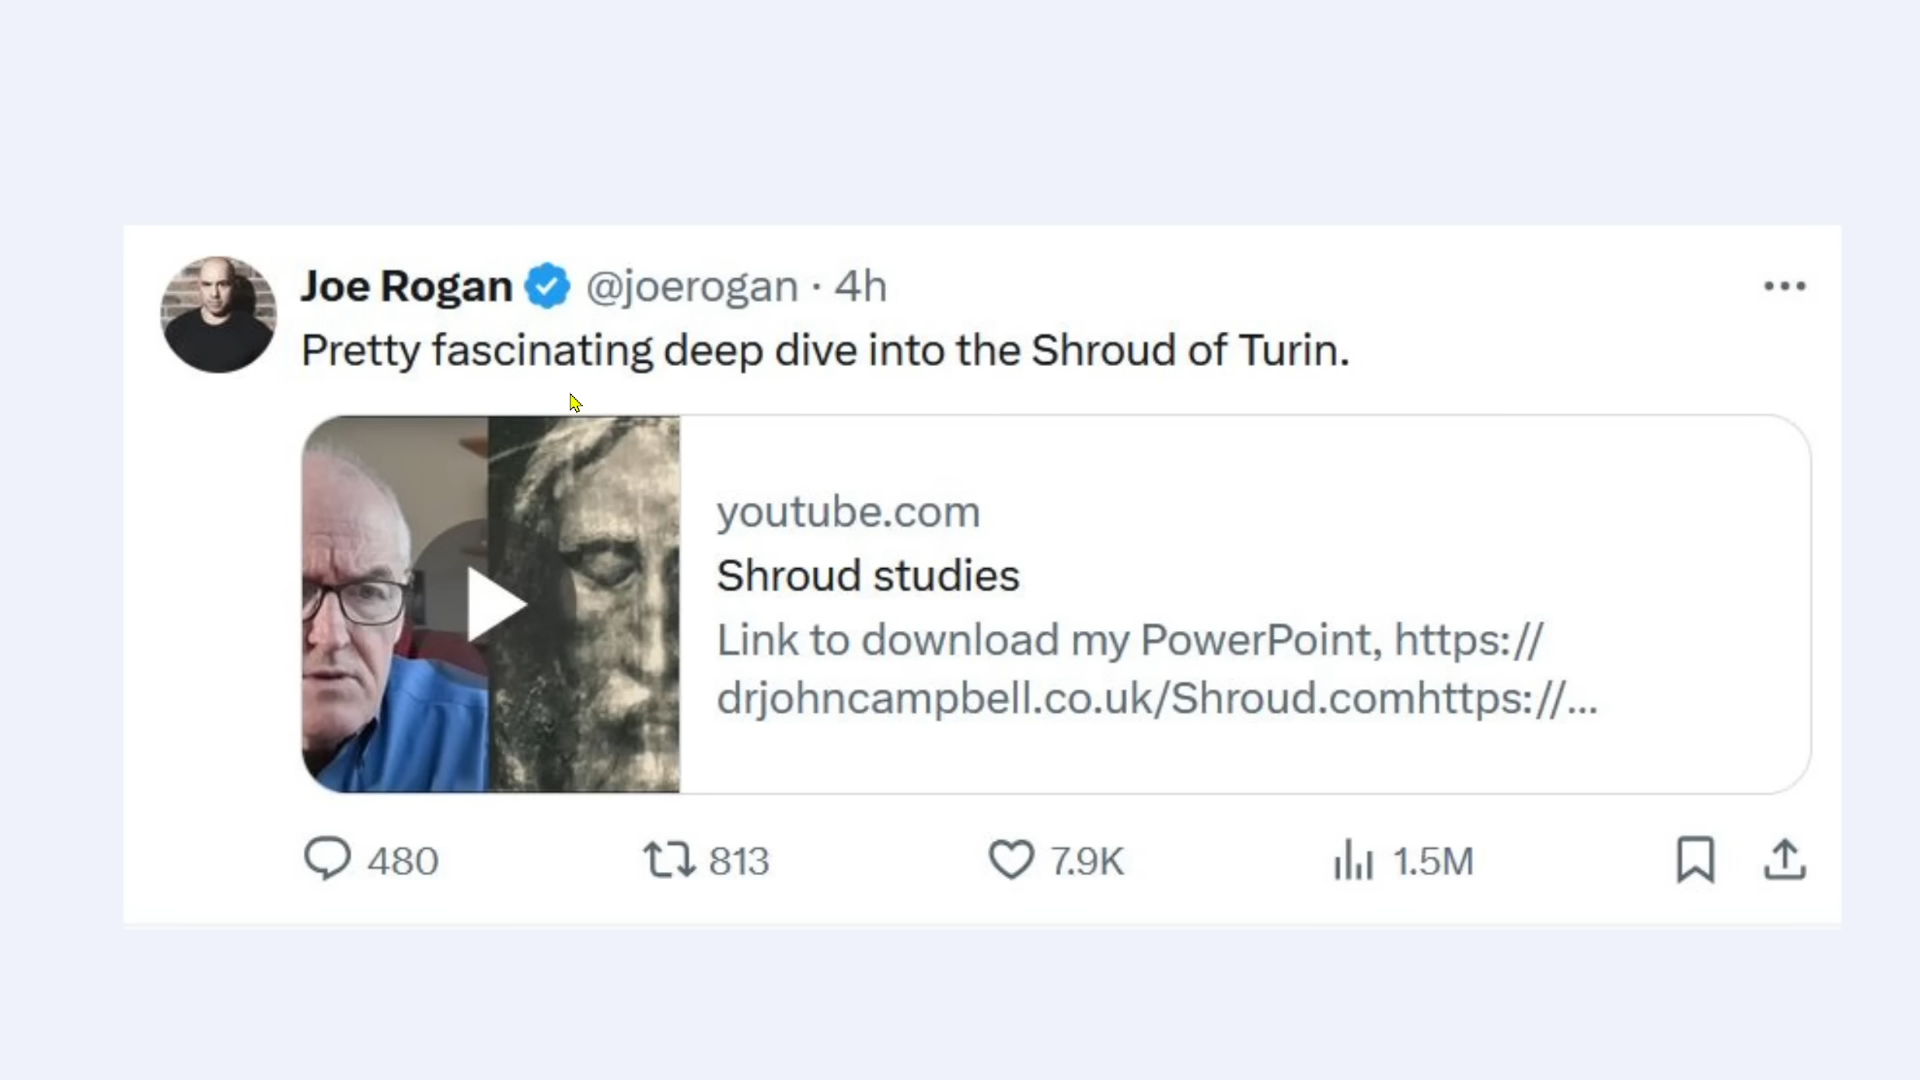 Joe Rogan @joerogan · 4h
Pretty fascinating deep dive into the Shroud of Turin.
youtube.com
Shroud studies
Link to download my PowerPoint, https://
drjohncampbell.co.uk/Shroud.comhttps://...
480 813 7.9K 1.5M